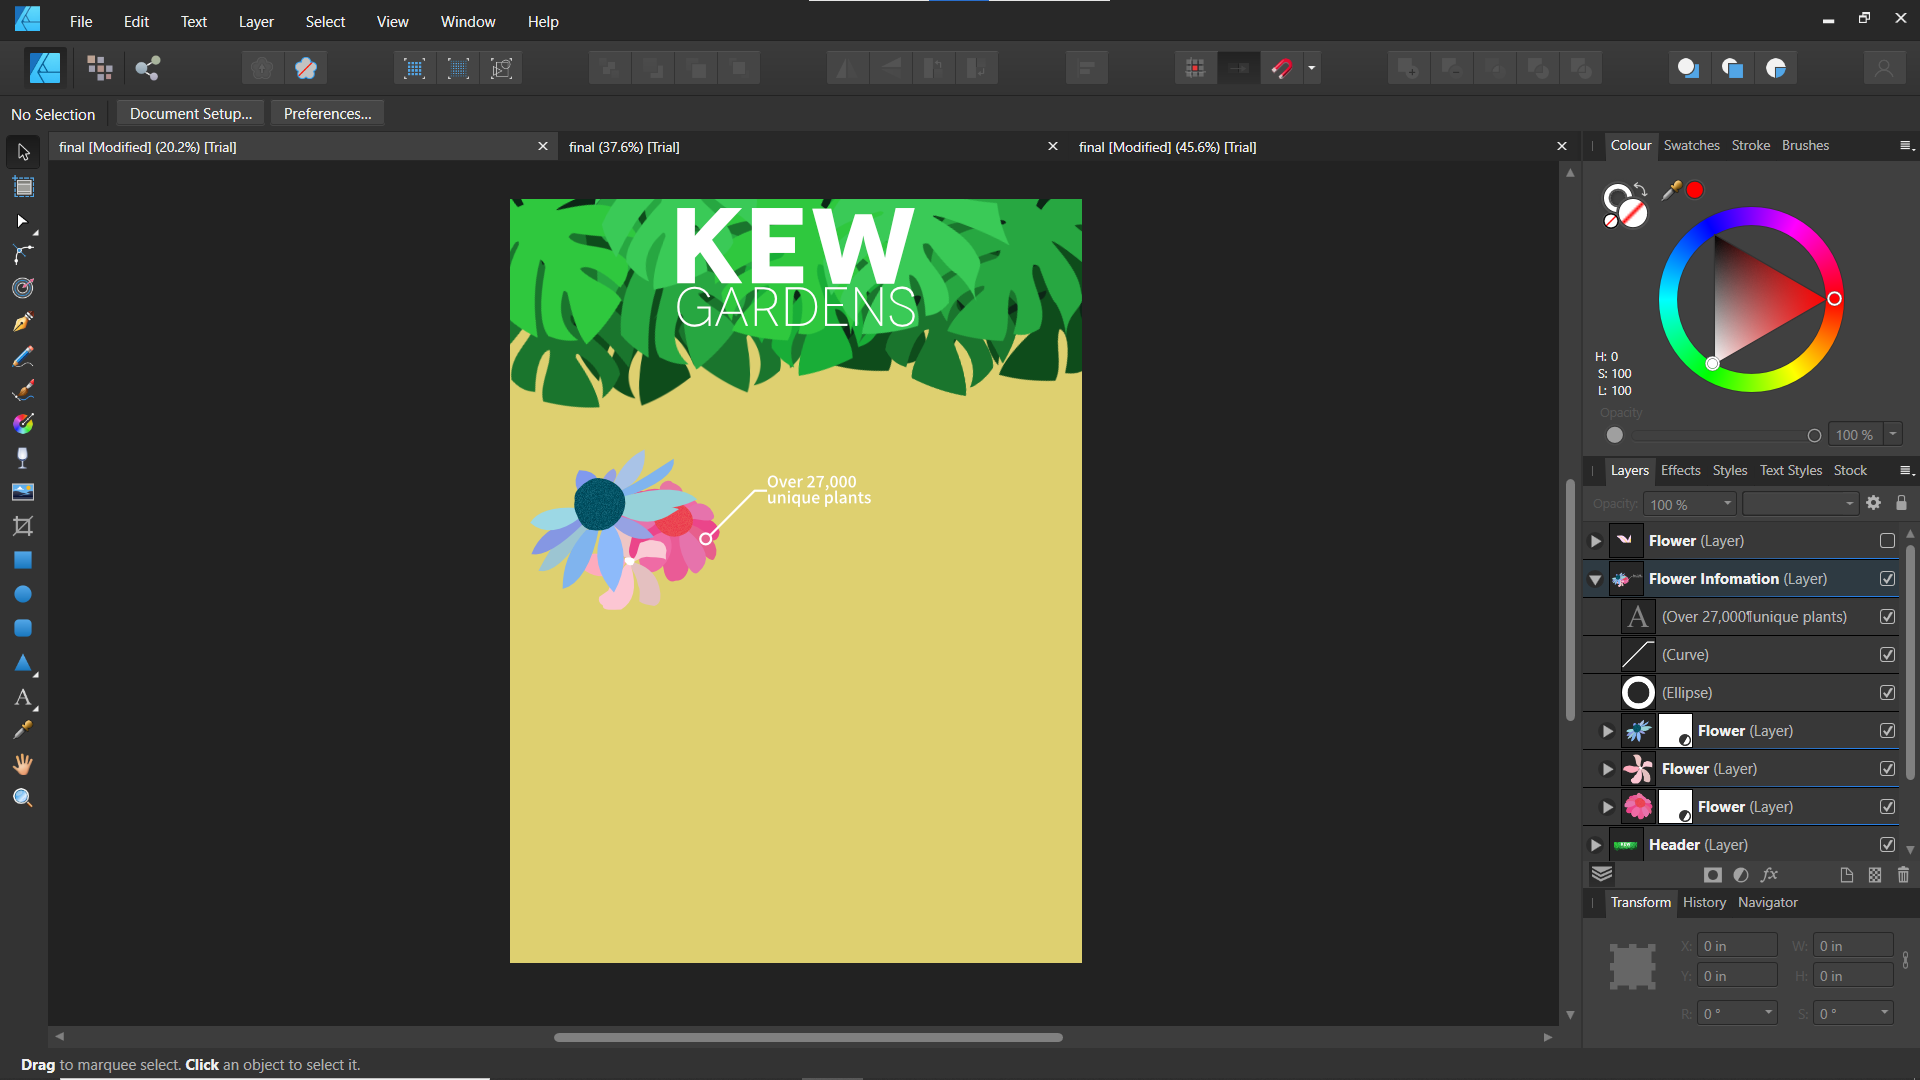 File Edit Text Layer Select View Window Help
No Selection Document Setup... Preferences...
final [Modified] (20.2%) [Trial] final (37.6%) [Trial] final [Modified] (45.6%) [Trial]
KEW
GARDENS
Over 27,000
unique plants
Colour Swatches Stroke Brushes
H: 0
S: 100
L: 100
Opacity
100 %
Layers Effects Styles Text Styles Stock
Opacity: 100 %
Flower (Layer)
Flower Infomation (Layer)
A (Over 27,000¶unique plants)
(Curve)
(Ellipse)
Flower (Layer)
Flower (Layer)
Flower (Layer)
KEW Header (Layer)
fx
Transform History Navigator
X: 0 in W: 0 in
Y: 0 in H: 0 in
R: 0 ° S: 0 °
Drag to marquee select. Click an object to select it.